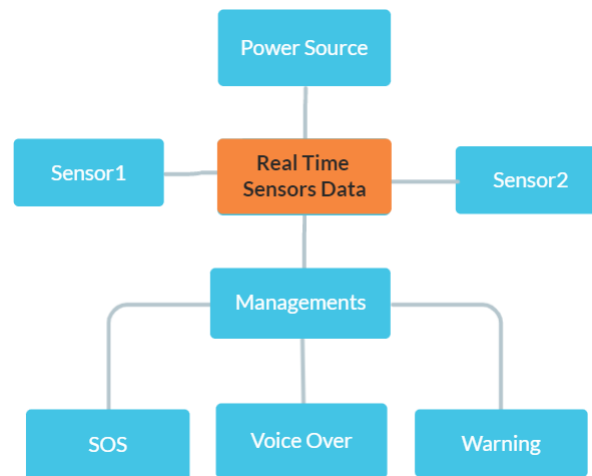 Power Source
Sensor1
Real Time
Sensors Data
Sensor2
Managements
SOS
Voice Over
Warning